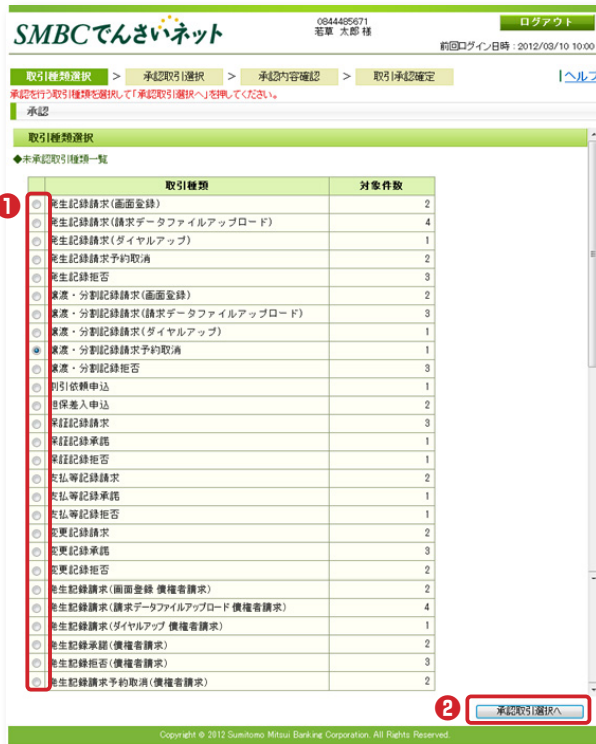 SMBCでんさいネット
0844485671
若草 太郎 様
ログアウト
前回ログイン日時：2012/03/10 10:00
取引種類選択 > 承認取引選択 > 承認内容確認 > 取引承認確定
ヘルプ
承認を行う取引種類を選択して「承認取引選択へ」を押してください。
承認
取引種類選択
◆未承認取引種類一覧
取引種類 対象件数
❶
発生記録請求(画面登録) 2
発生記録請求(請求データファイルアップロード) 4
発生記録請求(ダイヤルアップ) 1
発生記録請求予約取消 2
発生記録拒否 3
譲渡・分割記録請求(画面登録) 2
譲渡・分割記録請求(請求データファイルアップロード) 3
譲渡・分割記録請求(ダイヤルアップ) 1
譲渡・分割記録請求予約取消 1
譲渡・分割記録拒否 3
割引依頼申込 1
担保差入申込 2
保証記録請求 3
保証記録承諾 1
保証記録拒否 1
支払等記録請求 2
支払等記録承諾 1
支払等記録拒否 1
変更記録請求 2
変更記録承諾 3
変更記録拒否 2
発生記録請求(画面登録 債権者請求) 2
発生記録請求(請求データファイルアップロード 債権者請求) 4
発生記録請求(ダイヤルアップ 債権者請求) 1
発生記録承諾(債権者請求) 2
発生記録拒否(債権者請求) 3
発生記録請求予約取消(債権者請求) 2
❷ 承認取引選択へ
Copyright © 2012 Sumitomo Mitsui Banking Corporation. All Rights Reserved.